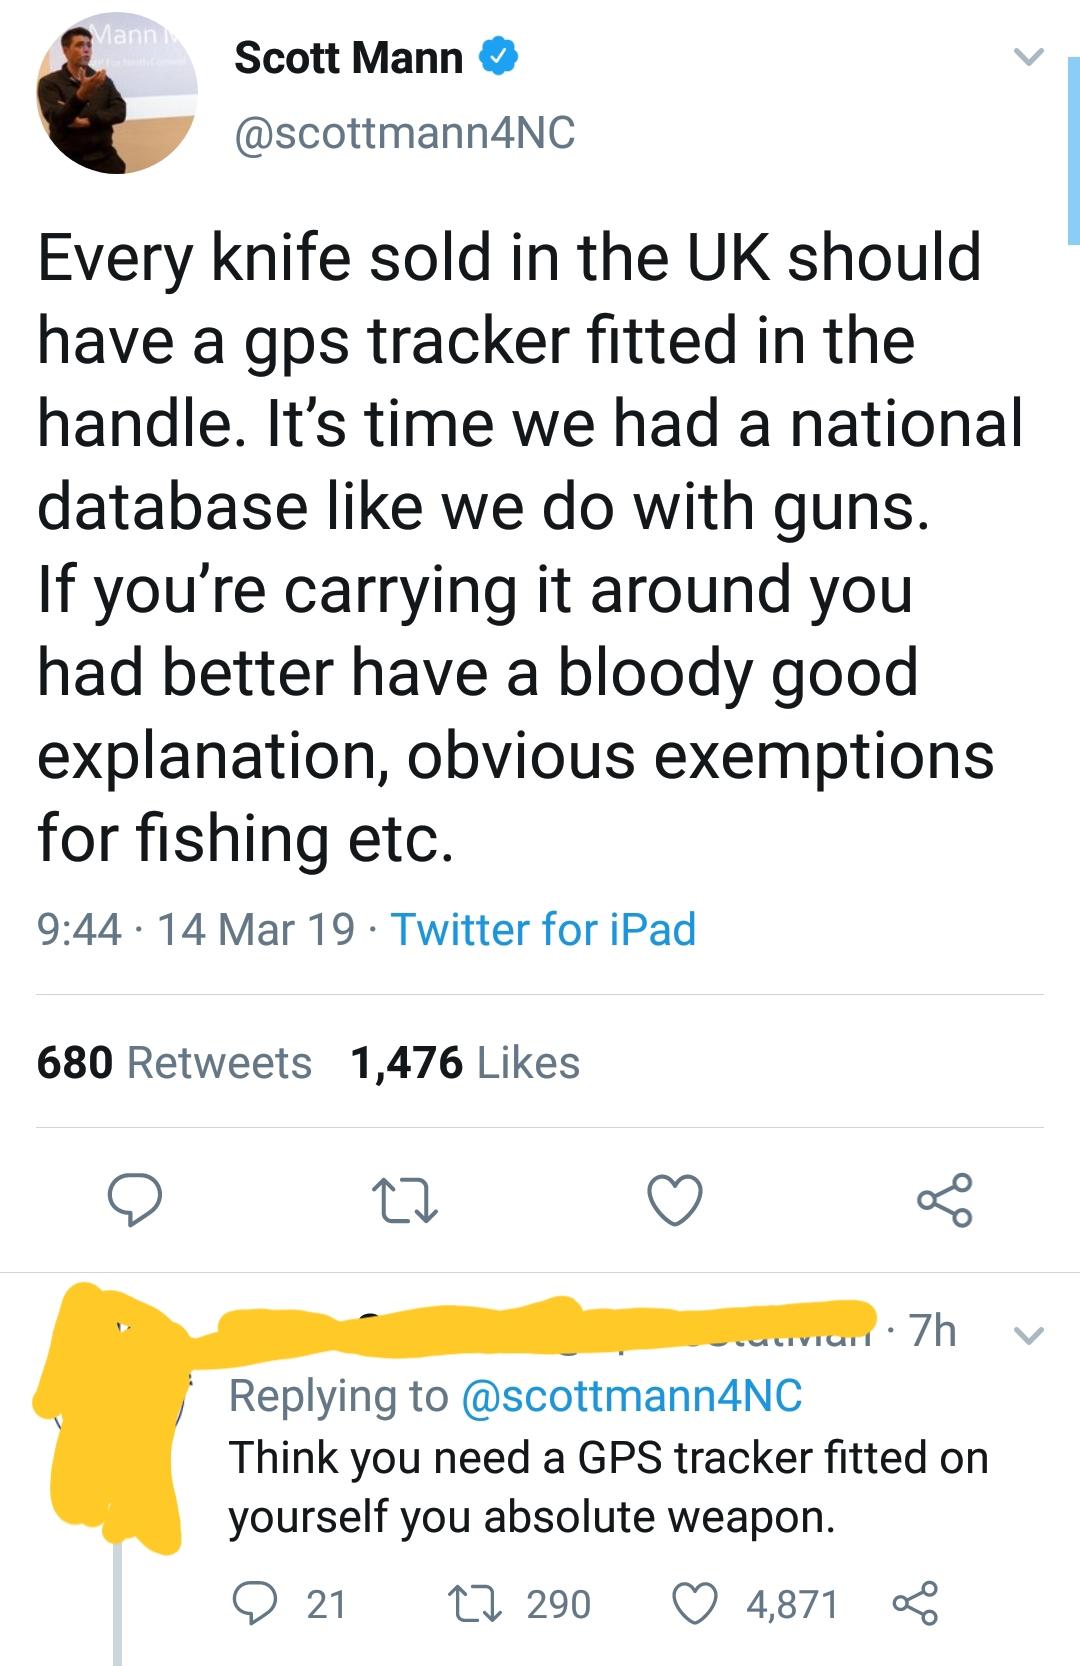 Mann
Scott Mann
@scottmann4NC
Every knife sold in the UK should
have a gps tracker fitted in the
handle. It’s time we had a national
database like we do with guns.
If you’re carrying it around you
had better have a bloody good
explanation, obvious exemptions
for fishing etc.
9:44 · 14 Mar 19 · Twitter for iPad
680 Retweets 1,476 Likes
· 7h
Replying to @scottmann4NC
Think you need a GPS tracker fitted on
yourself you absolute weapon.
21 290 4,871